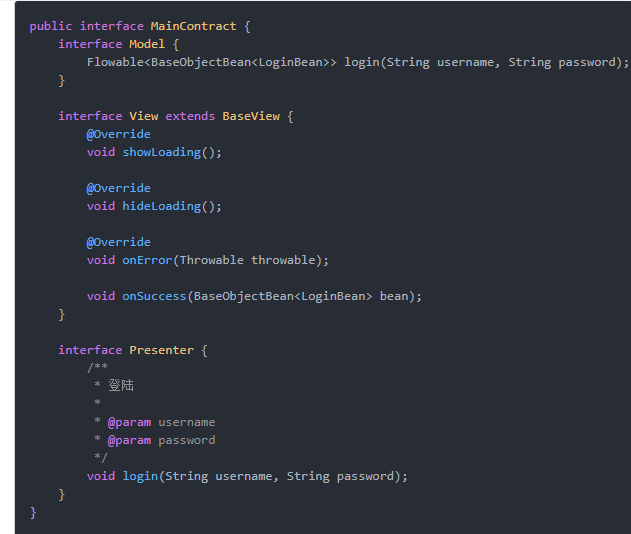 public interface MainContract {
    interface Model {
        Flowable<BaseObjectBean<LoginBean>> login(String username, String password);
    }

    interface View extends BaseView {
        @Override
        void showLoading();

        @Override
        void hideLoading();

        @Override
        void onError(Throwable throwable);

        void onSuccess(BaseObjectBean<LoginBean> bean);
    }

    interface Presenter {
        /**
         * 登陆
         *
         * @param username
         * @param password
         */
        void login(String username, String password);
    }
}